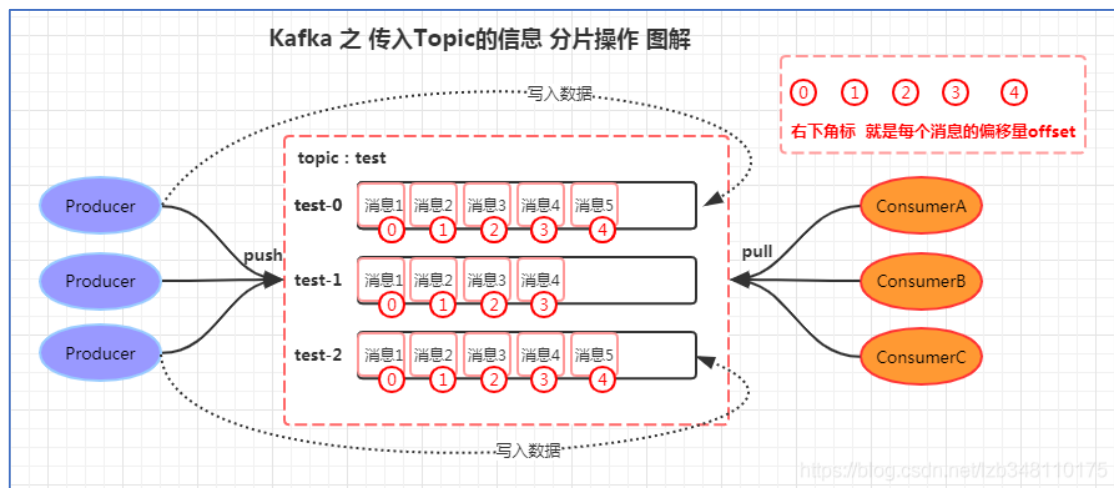 Kafka 之 传入Topic的信息 分片操作 图解
0 1 2 3 4
右下角标 就是每个消息的偏移量offset
写入数据
topic : test
Producer
Producer
Producer
push
test-0
消息1 消息2 消息3 消息4 消息5
0 1 2 3 4
test-1
消息1 消息2 消息3 消息4
0 1 2 3
test-2
消息1 消息2 消息3 消息4 消息5
0 1 2 3 4
pull
ConsumerA
ConsumerB
ConsumerC
写入数据
https://blog.csdn.net/lzb348110175